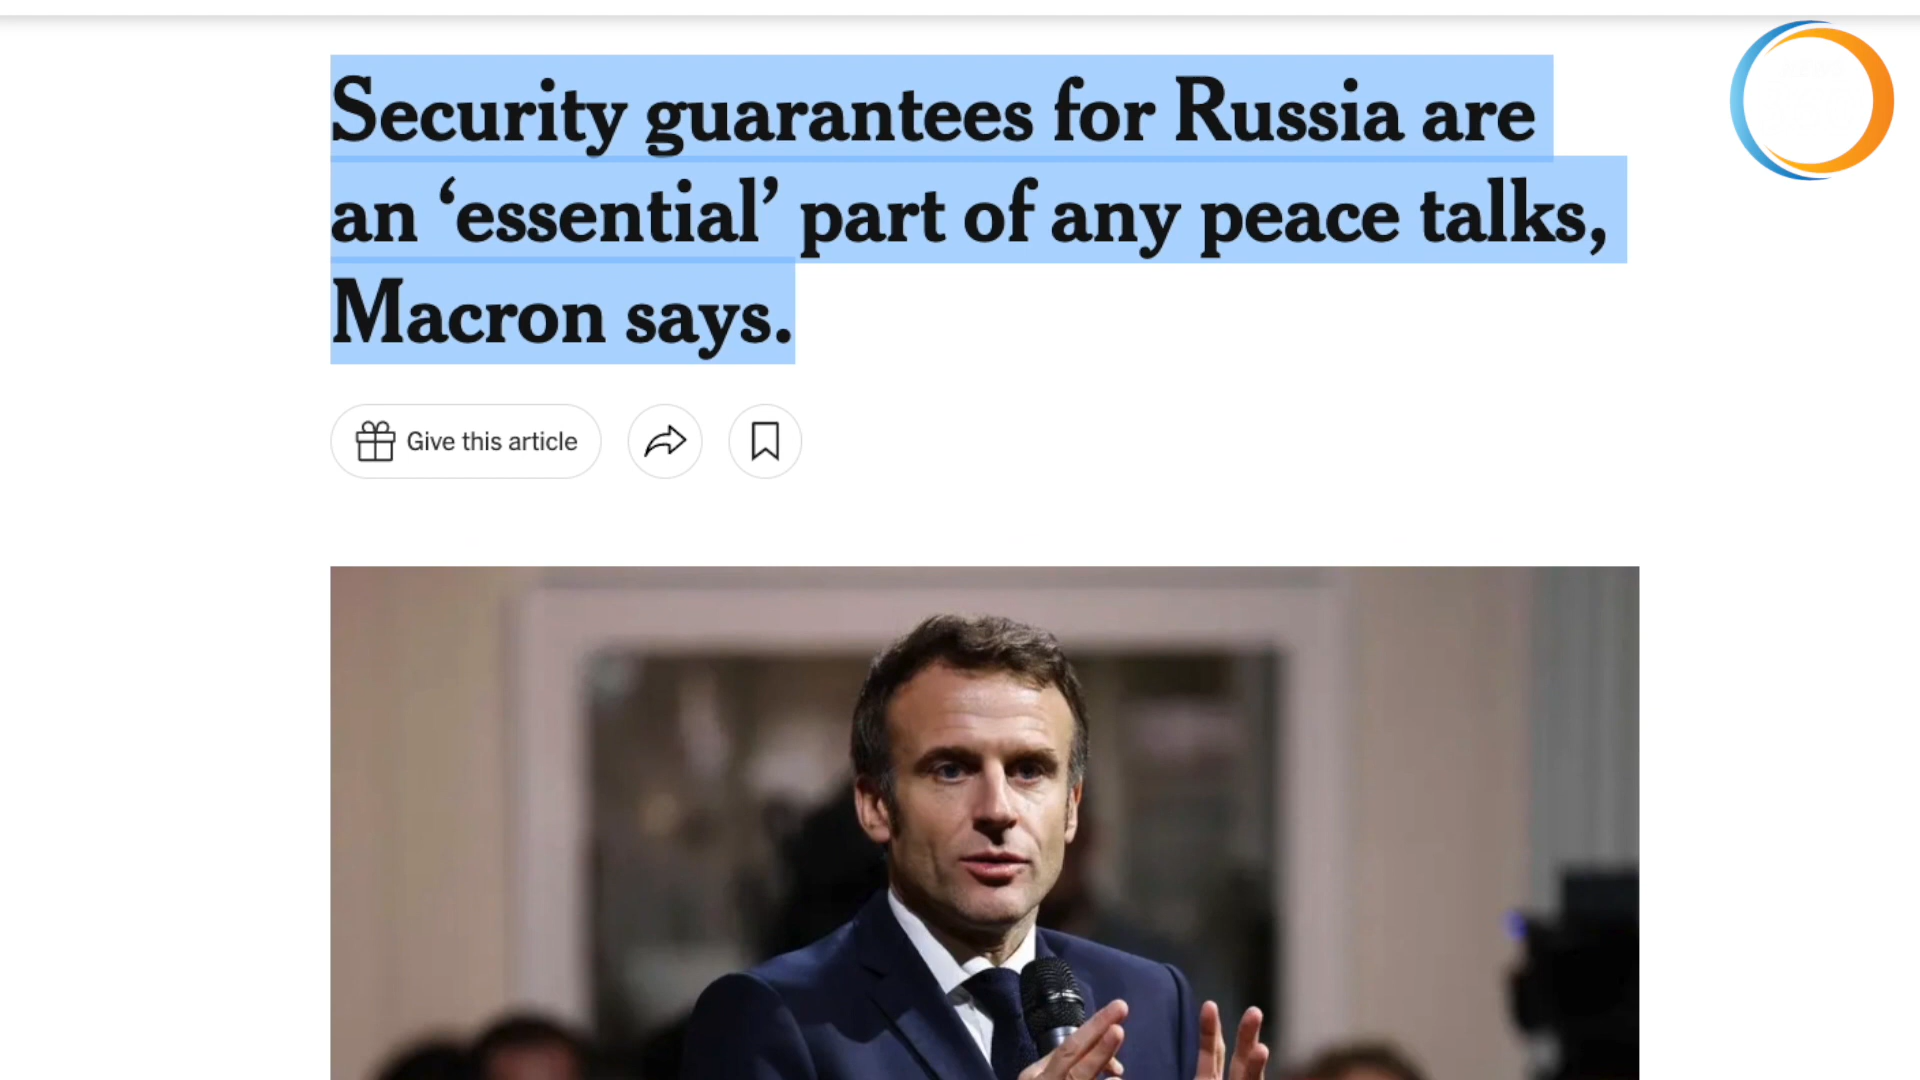 Security guarantees for Russia are
an ‘essential’ part of any peace talks,
Macron says.
Give this article